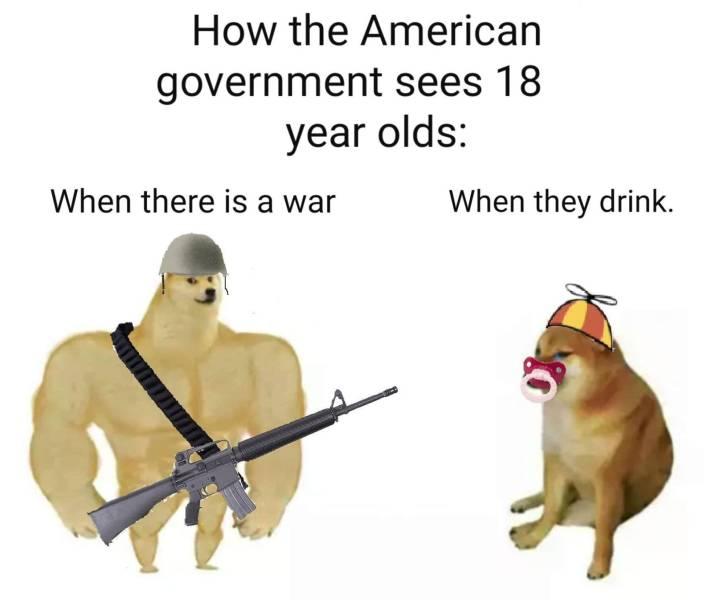 How the American
government sees 18
year olds:
When there is a war
When they drink.